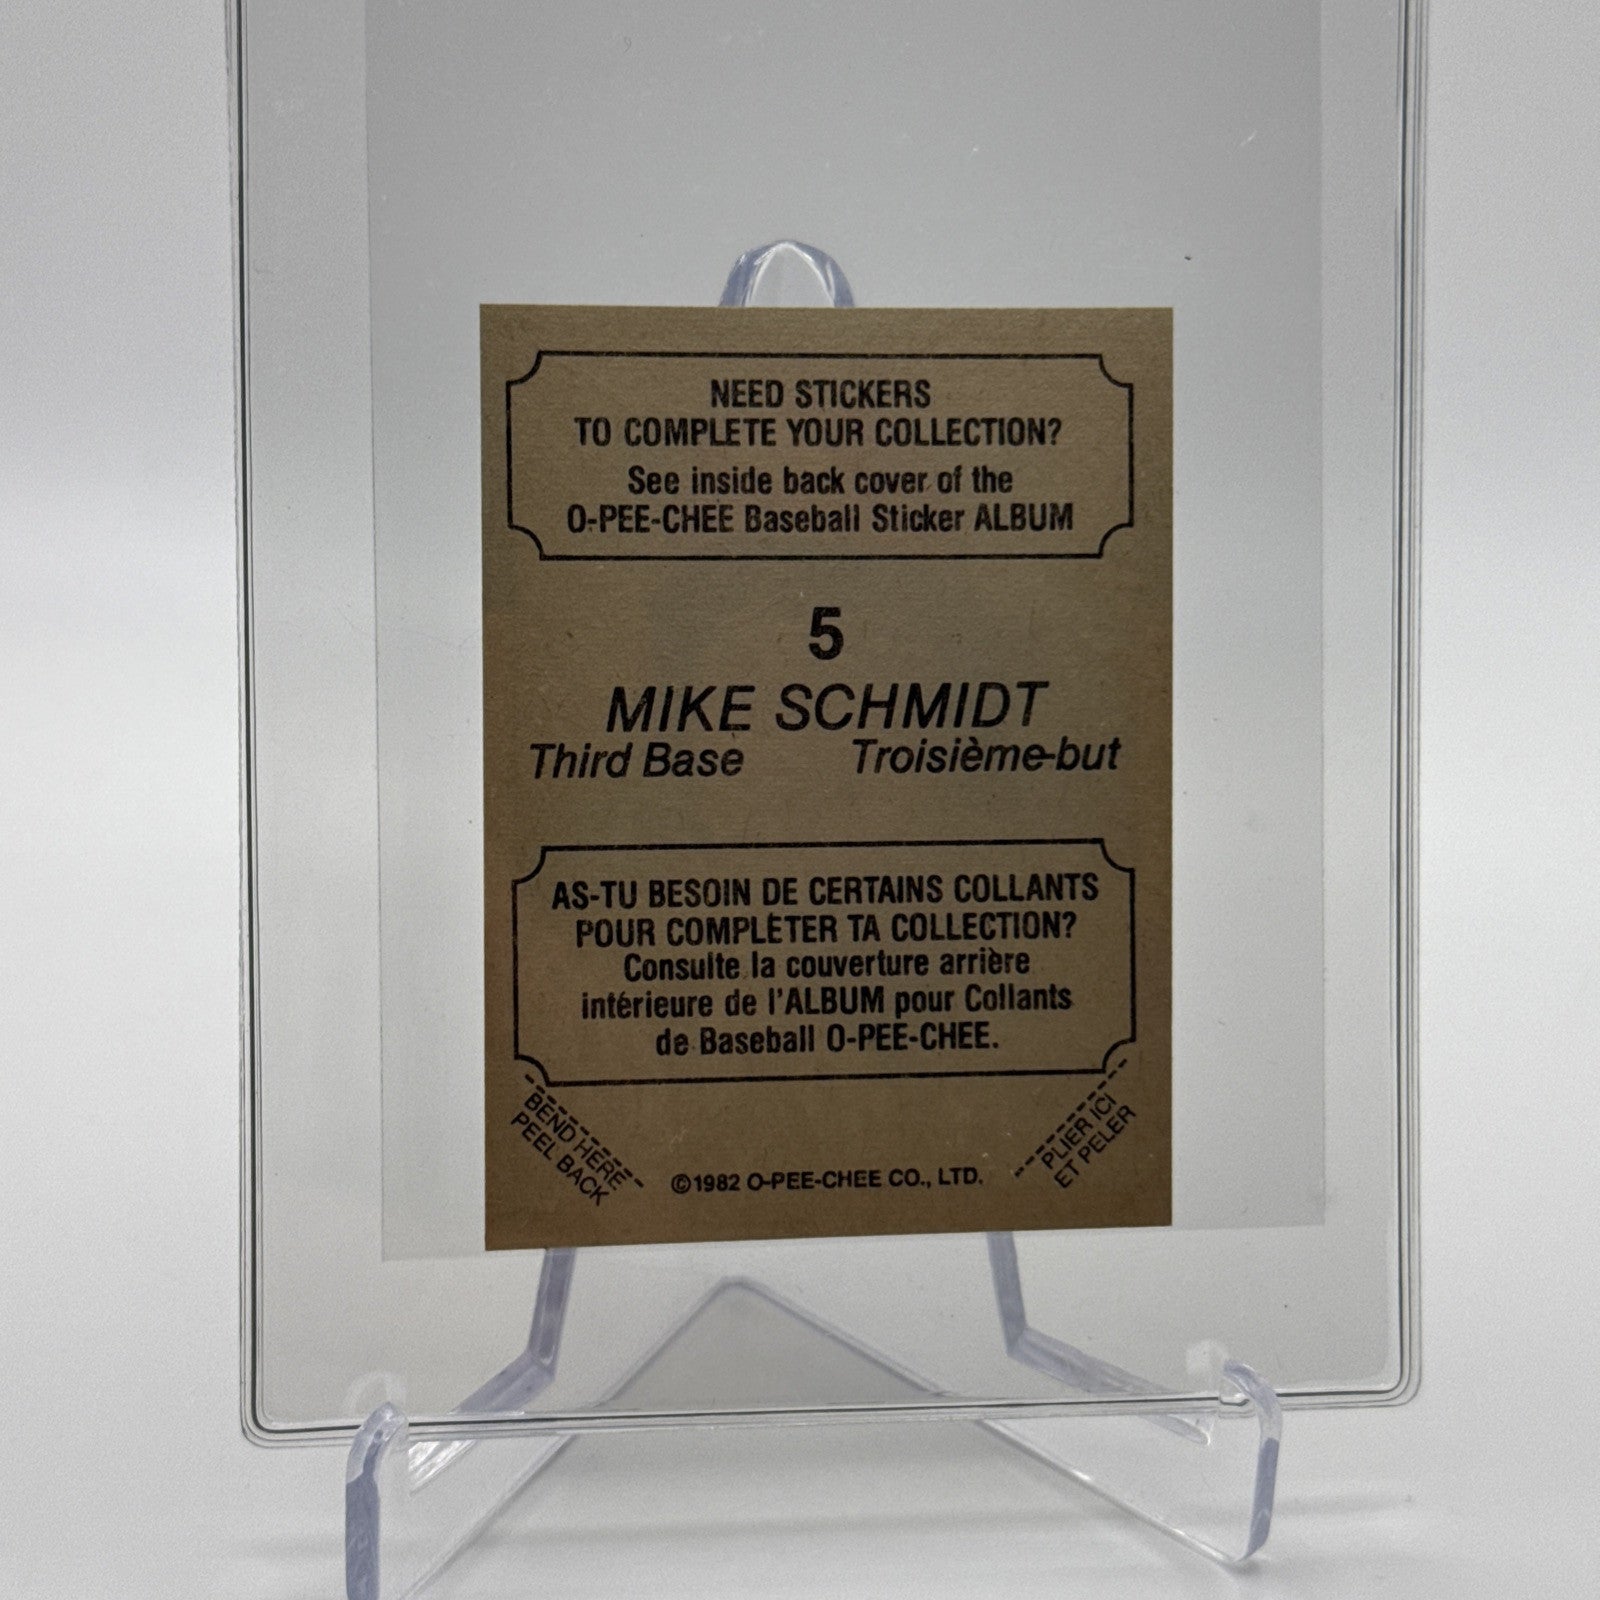 NEED STICKERS
TO COMPLETE YOUR COLLECTION?
See inside back cover of the
O-PEE-CHEE Baseball Sticker ALBUM
5
MIKE SCHMIDT
Third Base Troisième-but
AS-TU BESOIN DE CERTAINS COLLANTS
POUR COMPLÉTER TA COLLECTION?
Consulte la couverture arrière
intérieure de l'ALBUM pour Collants
de Baseball O-PEE-CHEE.
BEND HERE
PEEL BACK
©1982 O-PEE-CHEE CO., LTD.
PLIER ICI
ET PELER